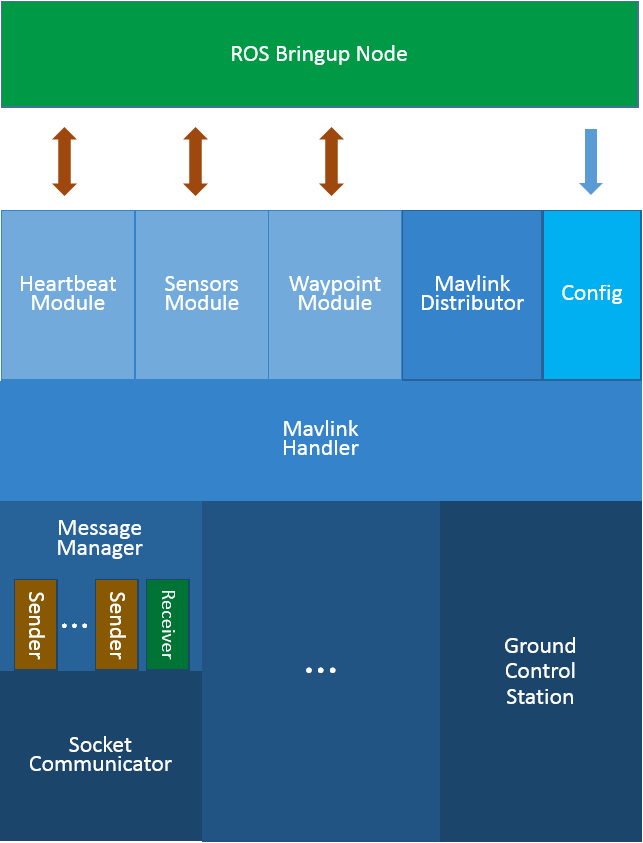 ROS Bringup Node
Heartbeat
Module
Sensors
Module
Waypoint
Module
Mavlink
Distributor
Config
Mavlink
Handler
Message
Manager
Sender
...
Sender
Receiver
...
Ground
Control
Station
Socket
Communicator